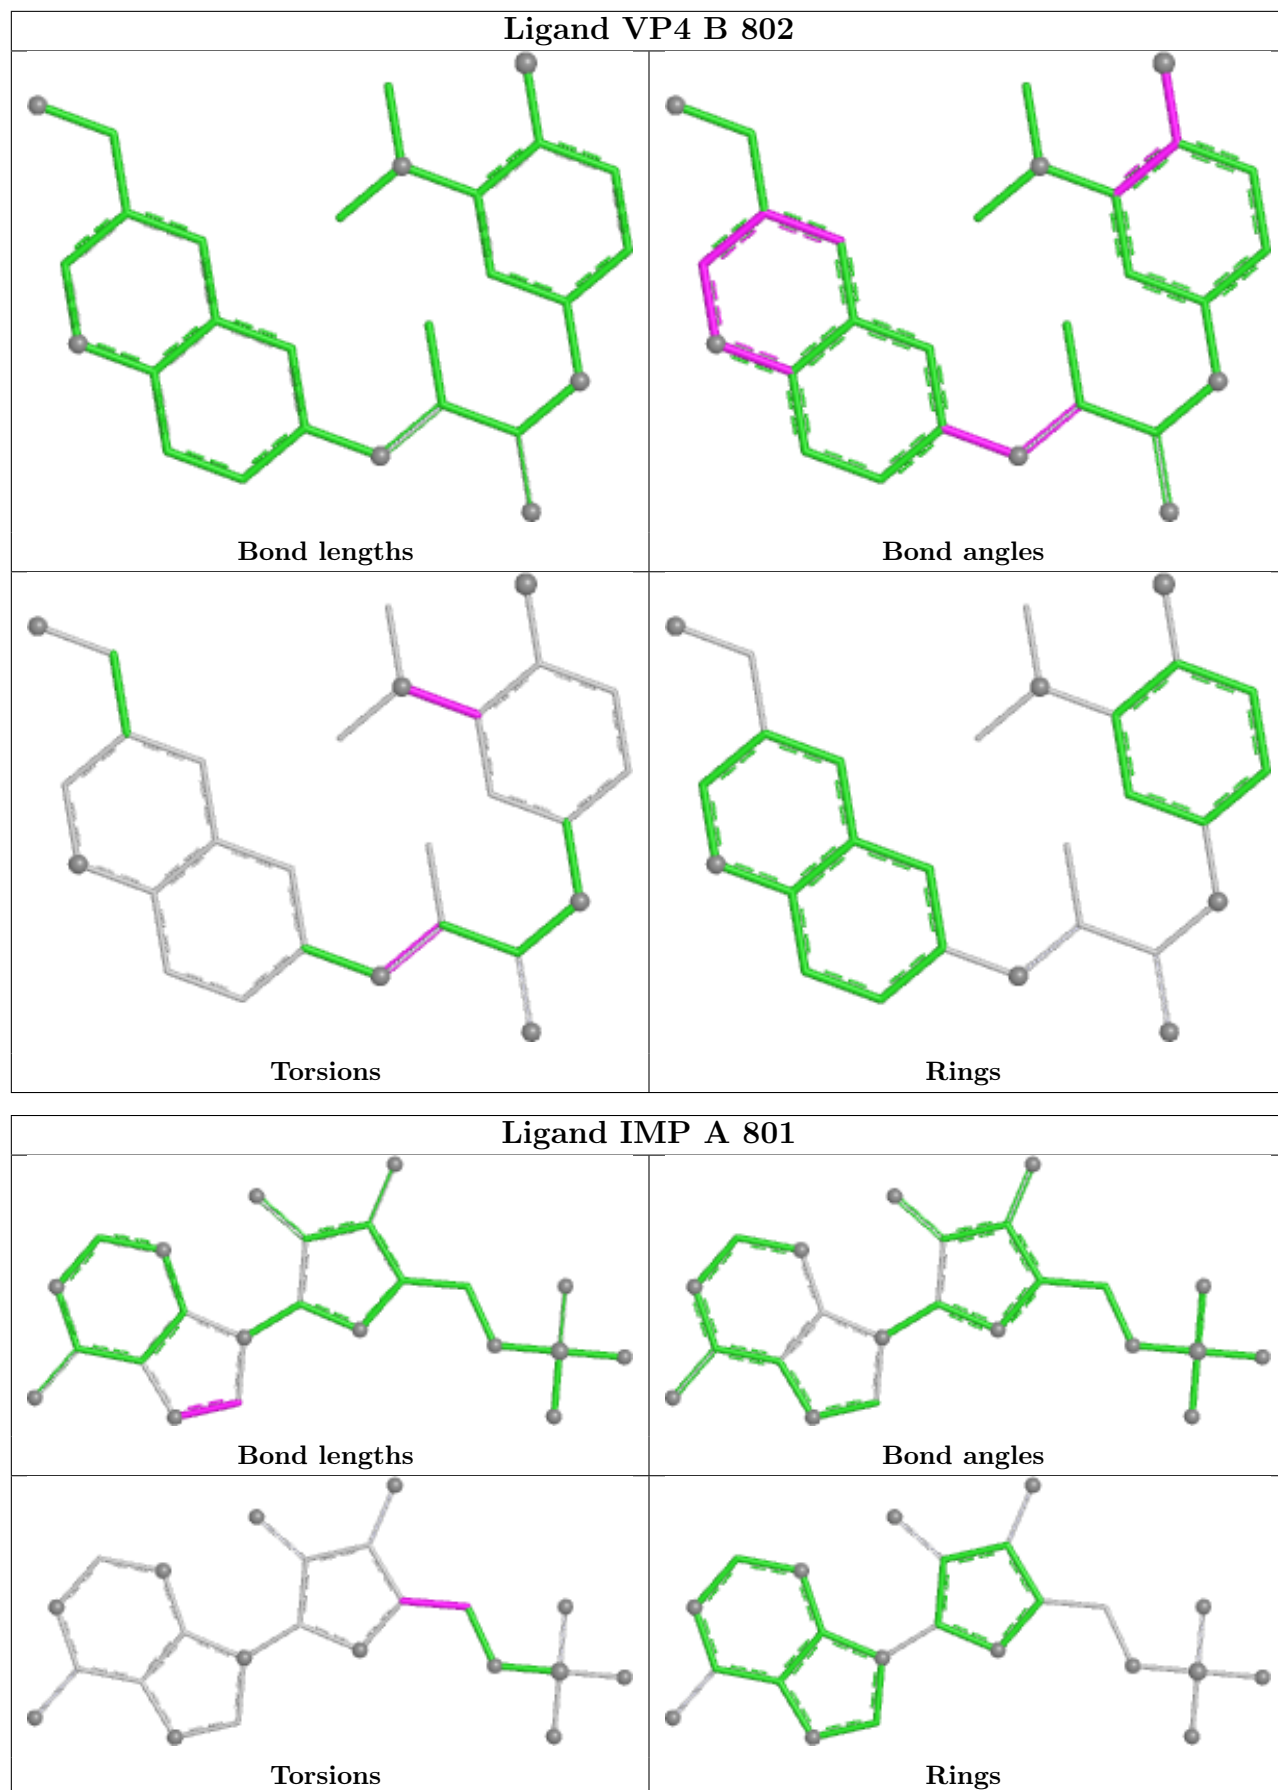 Ligand VP4 B 802
Bond lengths
Bond angles
Torsions
Rings
Ligand IMP A 801
Bond lengths
Bond angles
Torsions
Rings